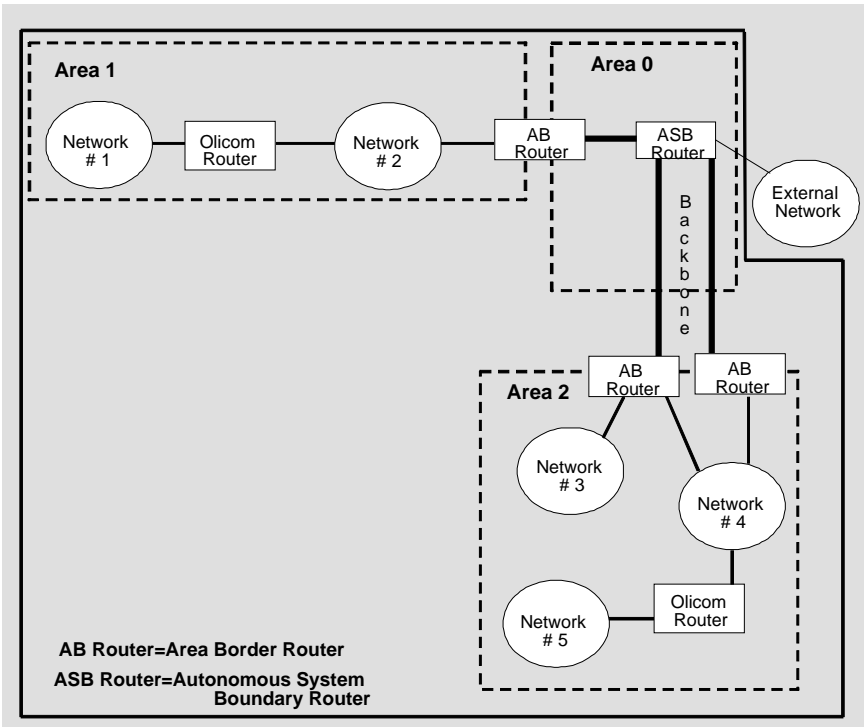 Area 1
Area 0
Network
# 1
Olicom
Router
Network
# 2
AB
Router
ASB
Router
External
Network
Backbone
Area 2
AB
Router
AB
Router
Network
# 3
Network
# 4
Network
# 5
Olicom
Router
AB Router=Area Border Router
ASB Router=Autonomous System
Boundary Router